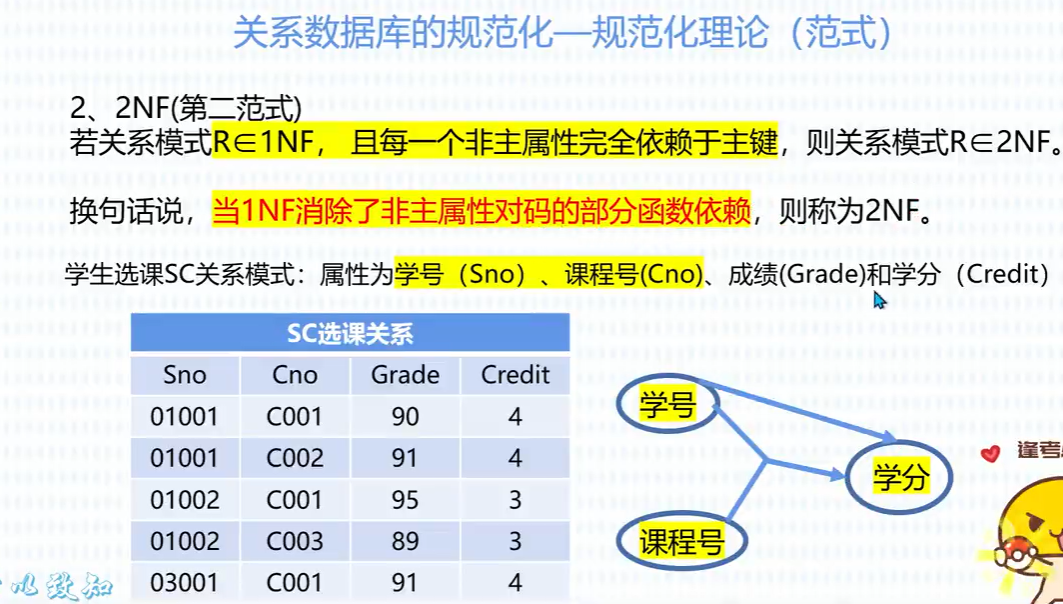 关系数据库的规范化—规范化理论（范式）
2、2NF(第二范式)
若关系模式R∈1NF， 且每一个非主属性完全依赖于主键，则关系模式R∈2NF。
换句话说，当1NF消除了非主属性对码的部分函数依赖，则称为2NF。
学生选课SC关系模式：属性为学号（Sno）、课程号(Cno)、成绩(Grade)和学分（Credit）
SC选课关系
Sno Cno Grade Credit
01001 C001 90 4
01001 C002 91 4
01002 C001 95 3
01002 C003 89 3
03001 C001 91 4
学号
学分
课程号
逢考
以致知